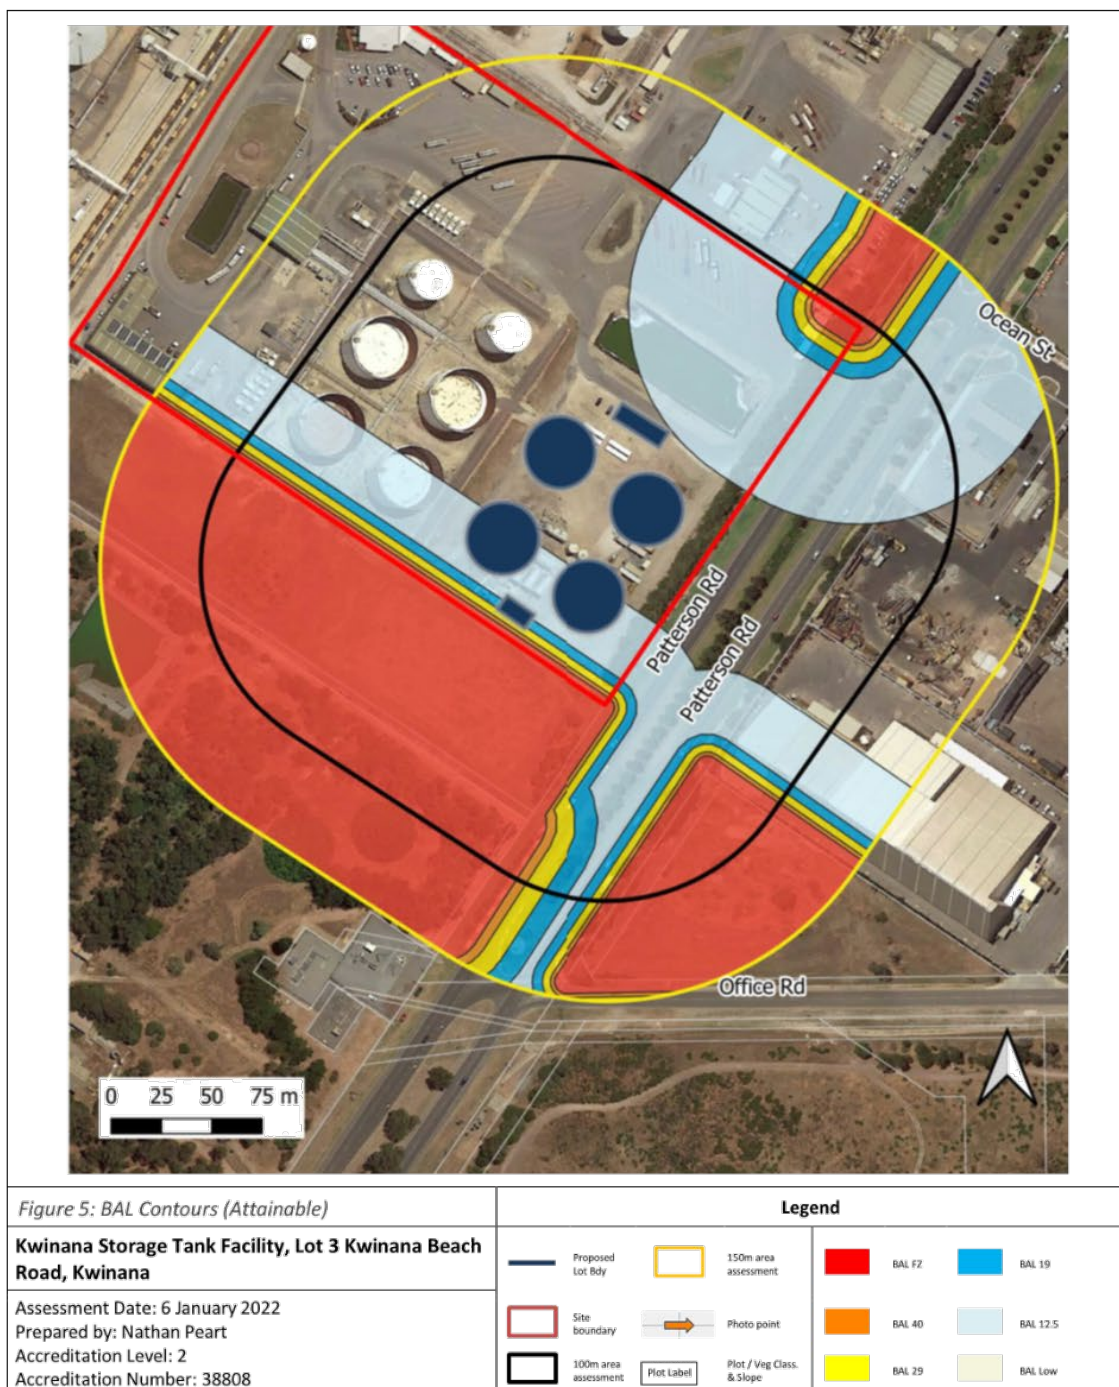 Ocean St
Patterson Rd
Patterson Rd
Office Rd
0 25 50 75 m
Figure 5: BAL Contours (Attainable)
Kwinana Storage Tank Facility, Lot 3 Kwinana Beach
Road, Kwinana
Assessment Date: 6 January 2022
Prepared by: Nathan Peart
Accreditation Level: 2
Accreditation Number: 38808
Legend
Proposed
Lot Bdy
150m area
assessment
Site
boundary
Photo point
100m area
assessment
Plot Label
Plot / Veg Class.
& Slope
BAL FZ
BAL 19
BAL 40
BAL 12.5
BAL 29
BAL Low